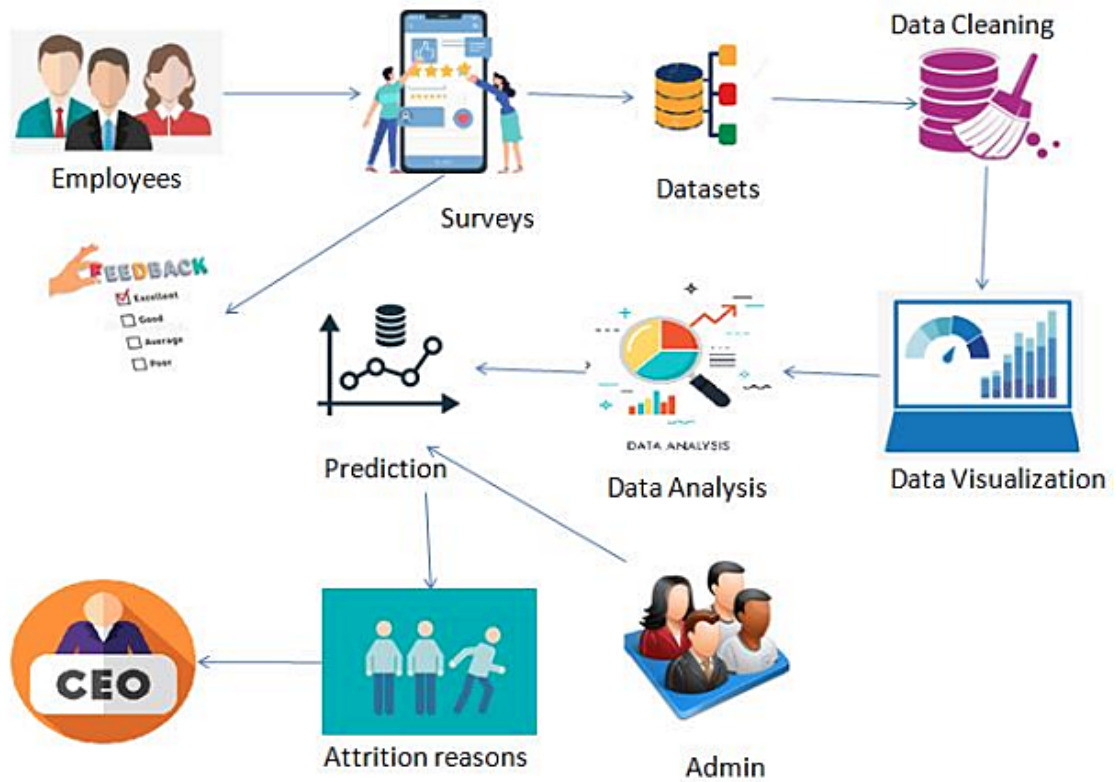 Data Cleaning
Employees
Surveys
Datasets
FEEDBACK
Excellent
Good
Average
Poor
DATA ANALYSIS
Prediction
Data Analysis
Data Visualization
CEO
Attrition reasons
Admin